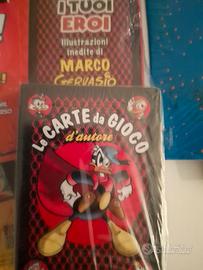 I TUOI
EROI
Illustrazioni
inedite di
MARCO
GERVASIO
Le CARTE da GIOCO
d'autore